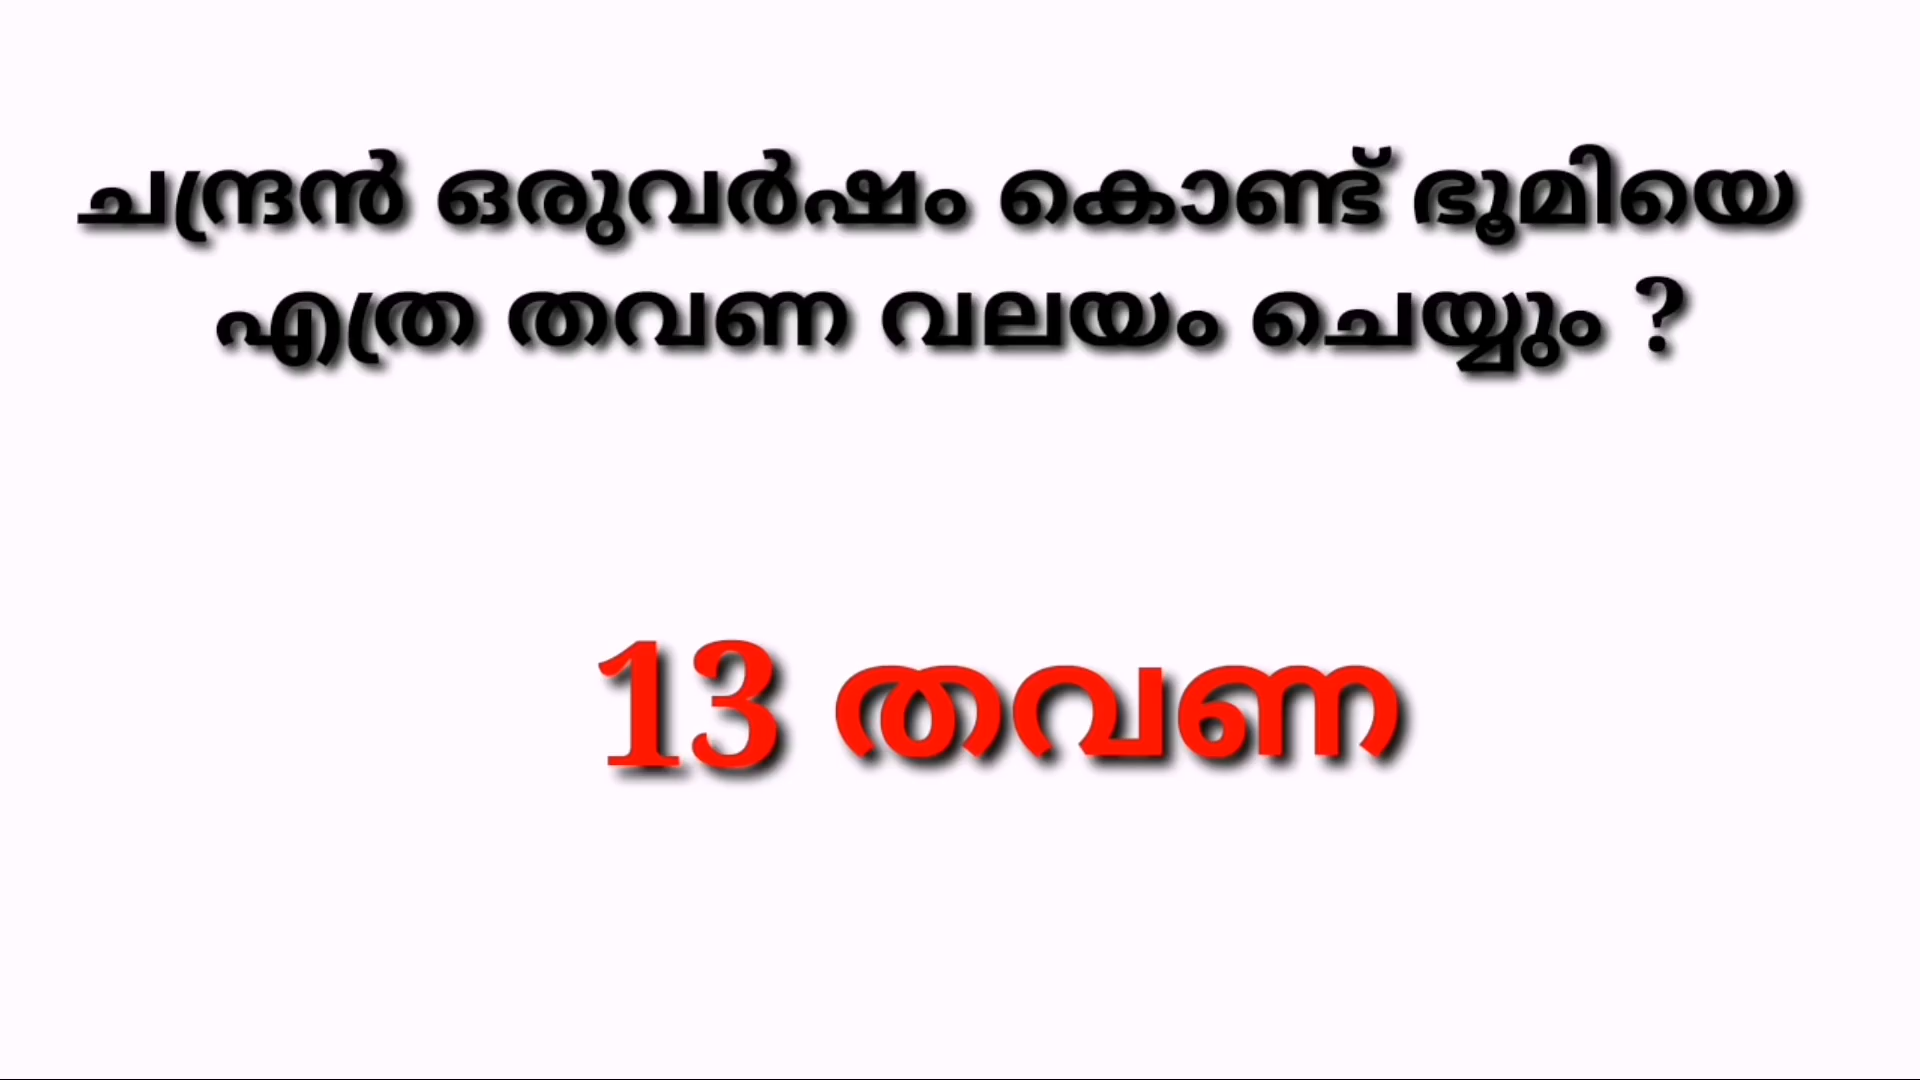 ചന്ദ്രൻ ഒരുവർഷം കൊണ്ട് ഭൂമിയെ
എത്ര തവണ വലയം ചെയ്യും ?
13 തവണ